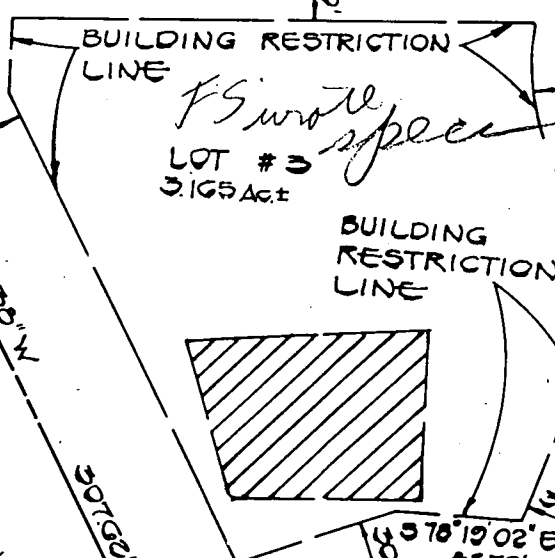 BUILDING RESTRICTION
LINE
FS wrote
spec
LOT # 3
3.165 AC.±
BUILDING
RESTRICTION
LINE
38" W
307.62'
S 78°19'02" E